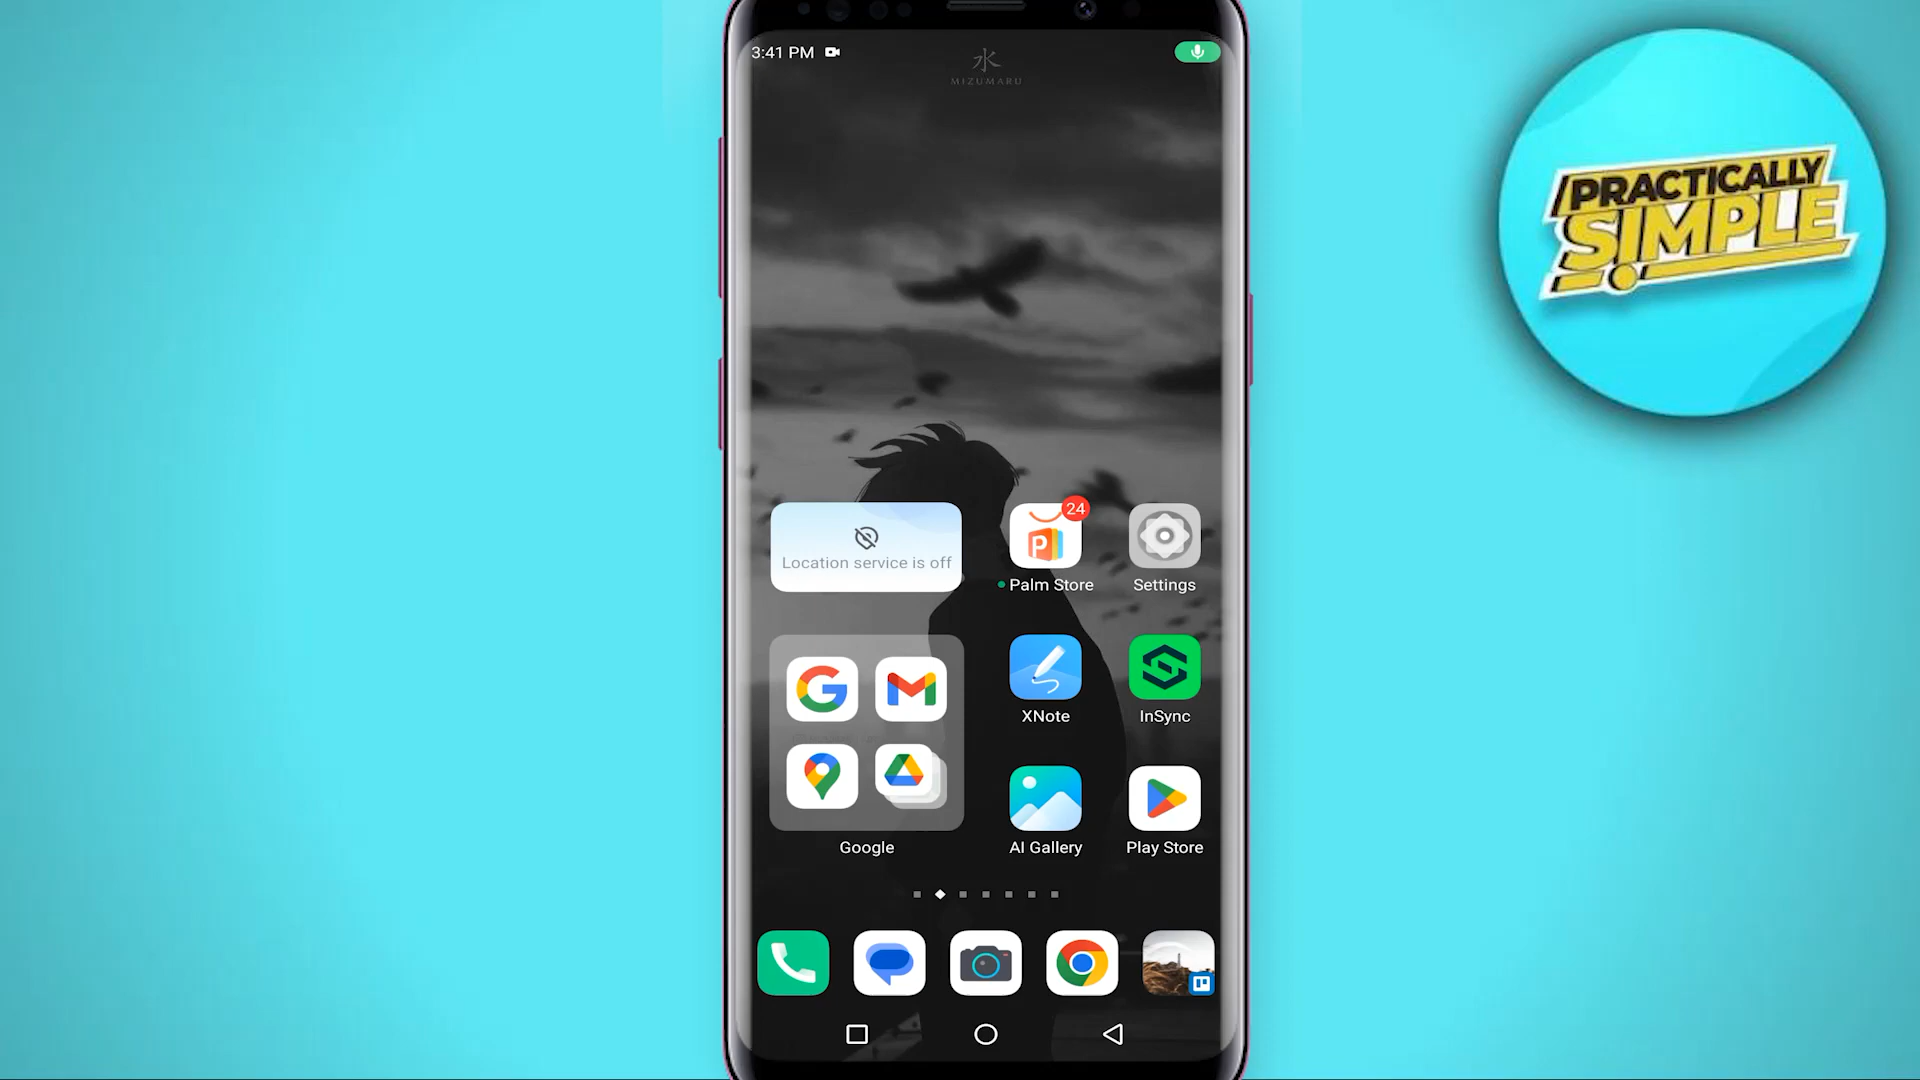 3:41 PM
水
MIZUMARU
PRACTICALLY
SIMPLE
Location service is off
24
P
Palm Store
Settings
XNote
InSync
Google
AI Gallery
Play Store